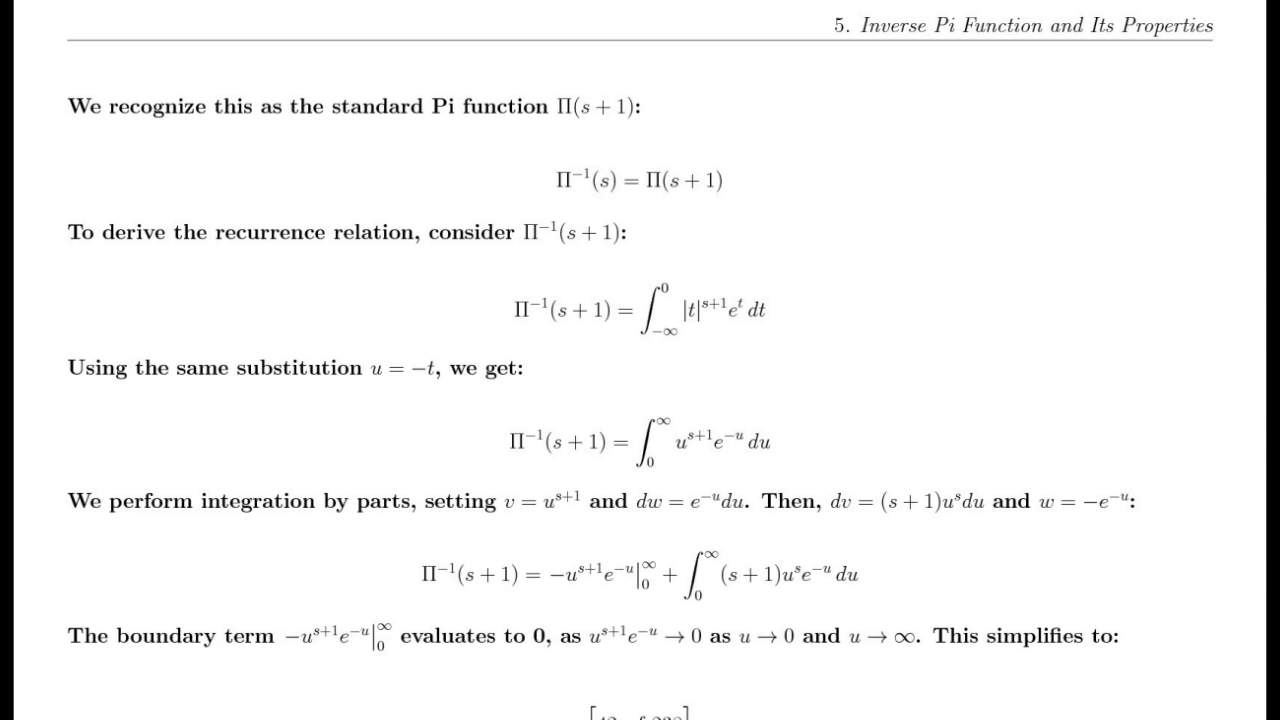 5. Inverse Pi Function and Its Properties
We recognize this as the standard Pi function Π(s + 1):
Π⁻¹(s) = Π(s + 1)
To derive the recurrence relation, consider Π⁻¹(s + 1):
Π⁻¹(s + 1) = ∫_{-∞}^{0} |t|^{s+1} e^t dt
Using the same substitution u = −t, we get:
Π⁻¹(s + 1) = ∫_{0}^{∞} u^{s+1} e^{-u} du
We perform integration by parts, setting v = u^{s+1} and dw = e^{-u}du. Then, dv = (s + 1)u^s du and w = −e^{-u}:
Π⁻¹(s + 1) = −u^{s+1}e^{-u}|_{0}^{∞} + ∫_{0}^{∞} (s + 1)u^s e^{-u} du
The boundary term −u^{s+1}e^{-u}|_{0}^{∞} evaluates to 0, as u^{s+1}e^{-u} → 0 as u → 0 and u → ∞. This simplifies to: